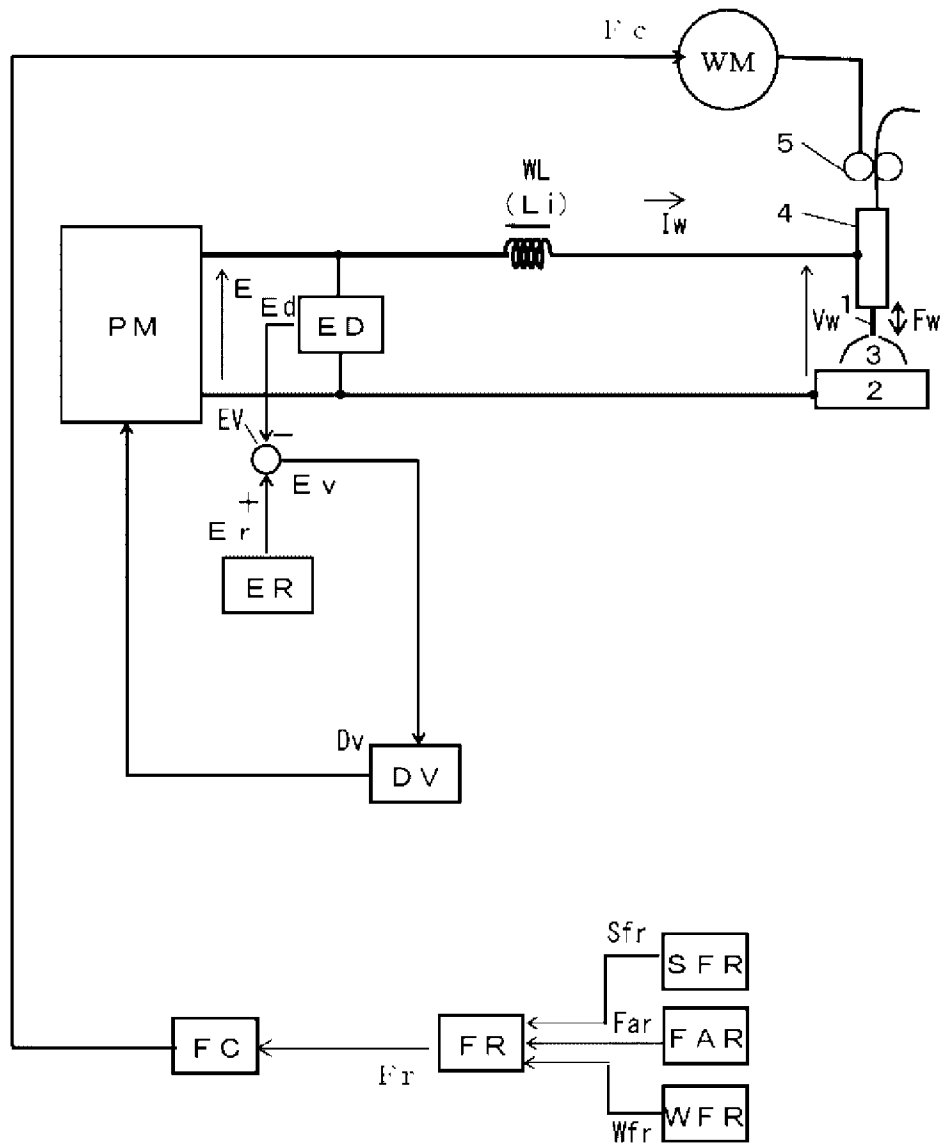 Fc
WM
5
WL
(Li)
Iw
4
PM
E
Ed
ED
Vw
1
Fw
3
2
EV
−
Ev
+
Er
ER
Dv
DV
Sfr
SFR
Far
FAR
FC
Fr
FR
Wfr
WFR